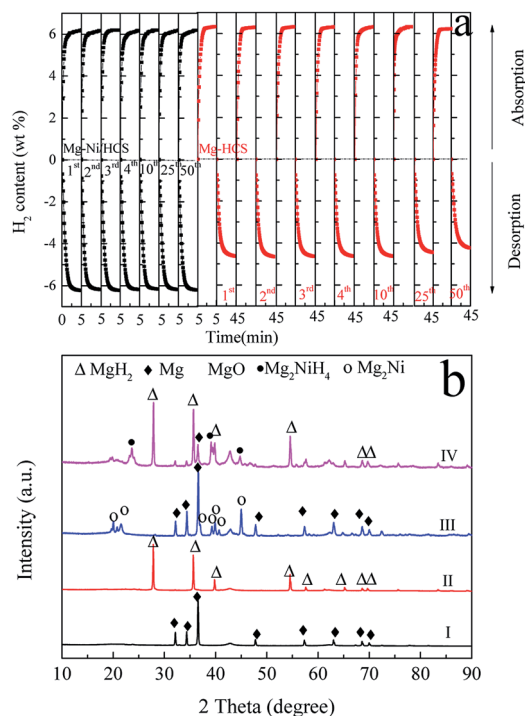 a
6
4
2
0
-2
-4
-6
H2 content (wt %)
Mg-Ni/HCS
Mg-HCS
1st 2nd 3rd 4th 10th 25th 50th
1st 2nd 3rd 4th 10th 25th 50th
Absorption
Desorption
0 5 5 5 5 5 5 5 45 45 45 45 45 45 45
Time(min)
b
Δ MgH2 ♦ Mg MgO • Mg2NiH4 o Mg2Ni
IV
III
II
I
Intensity (a.u.)
10 20 30 40 50 60 70 80 90
2 Theta (degree)